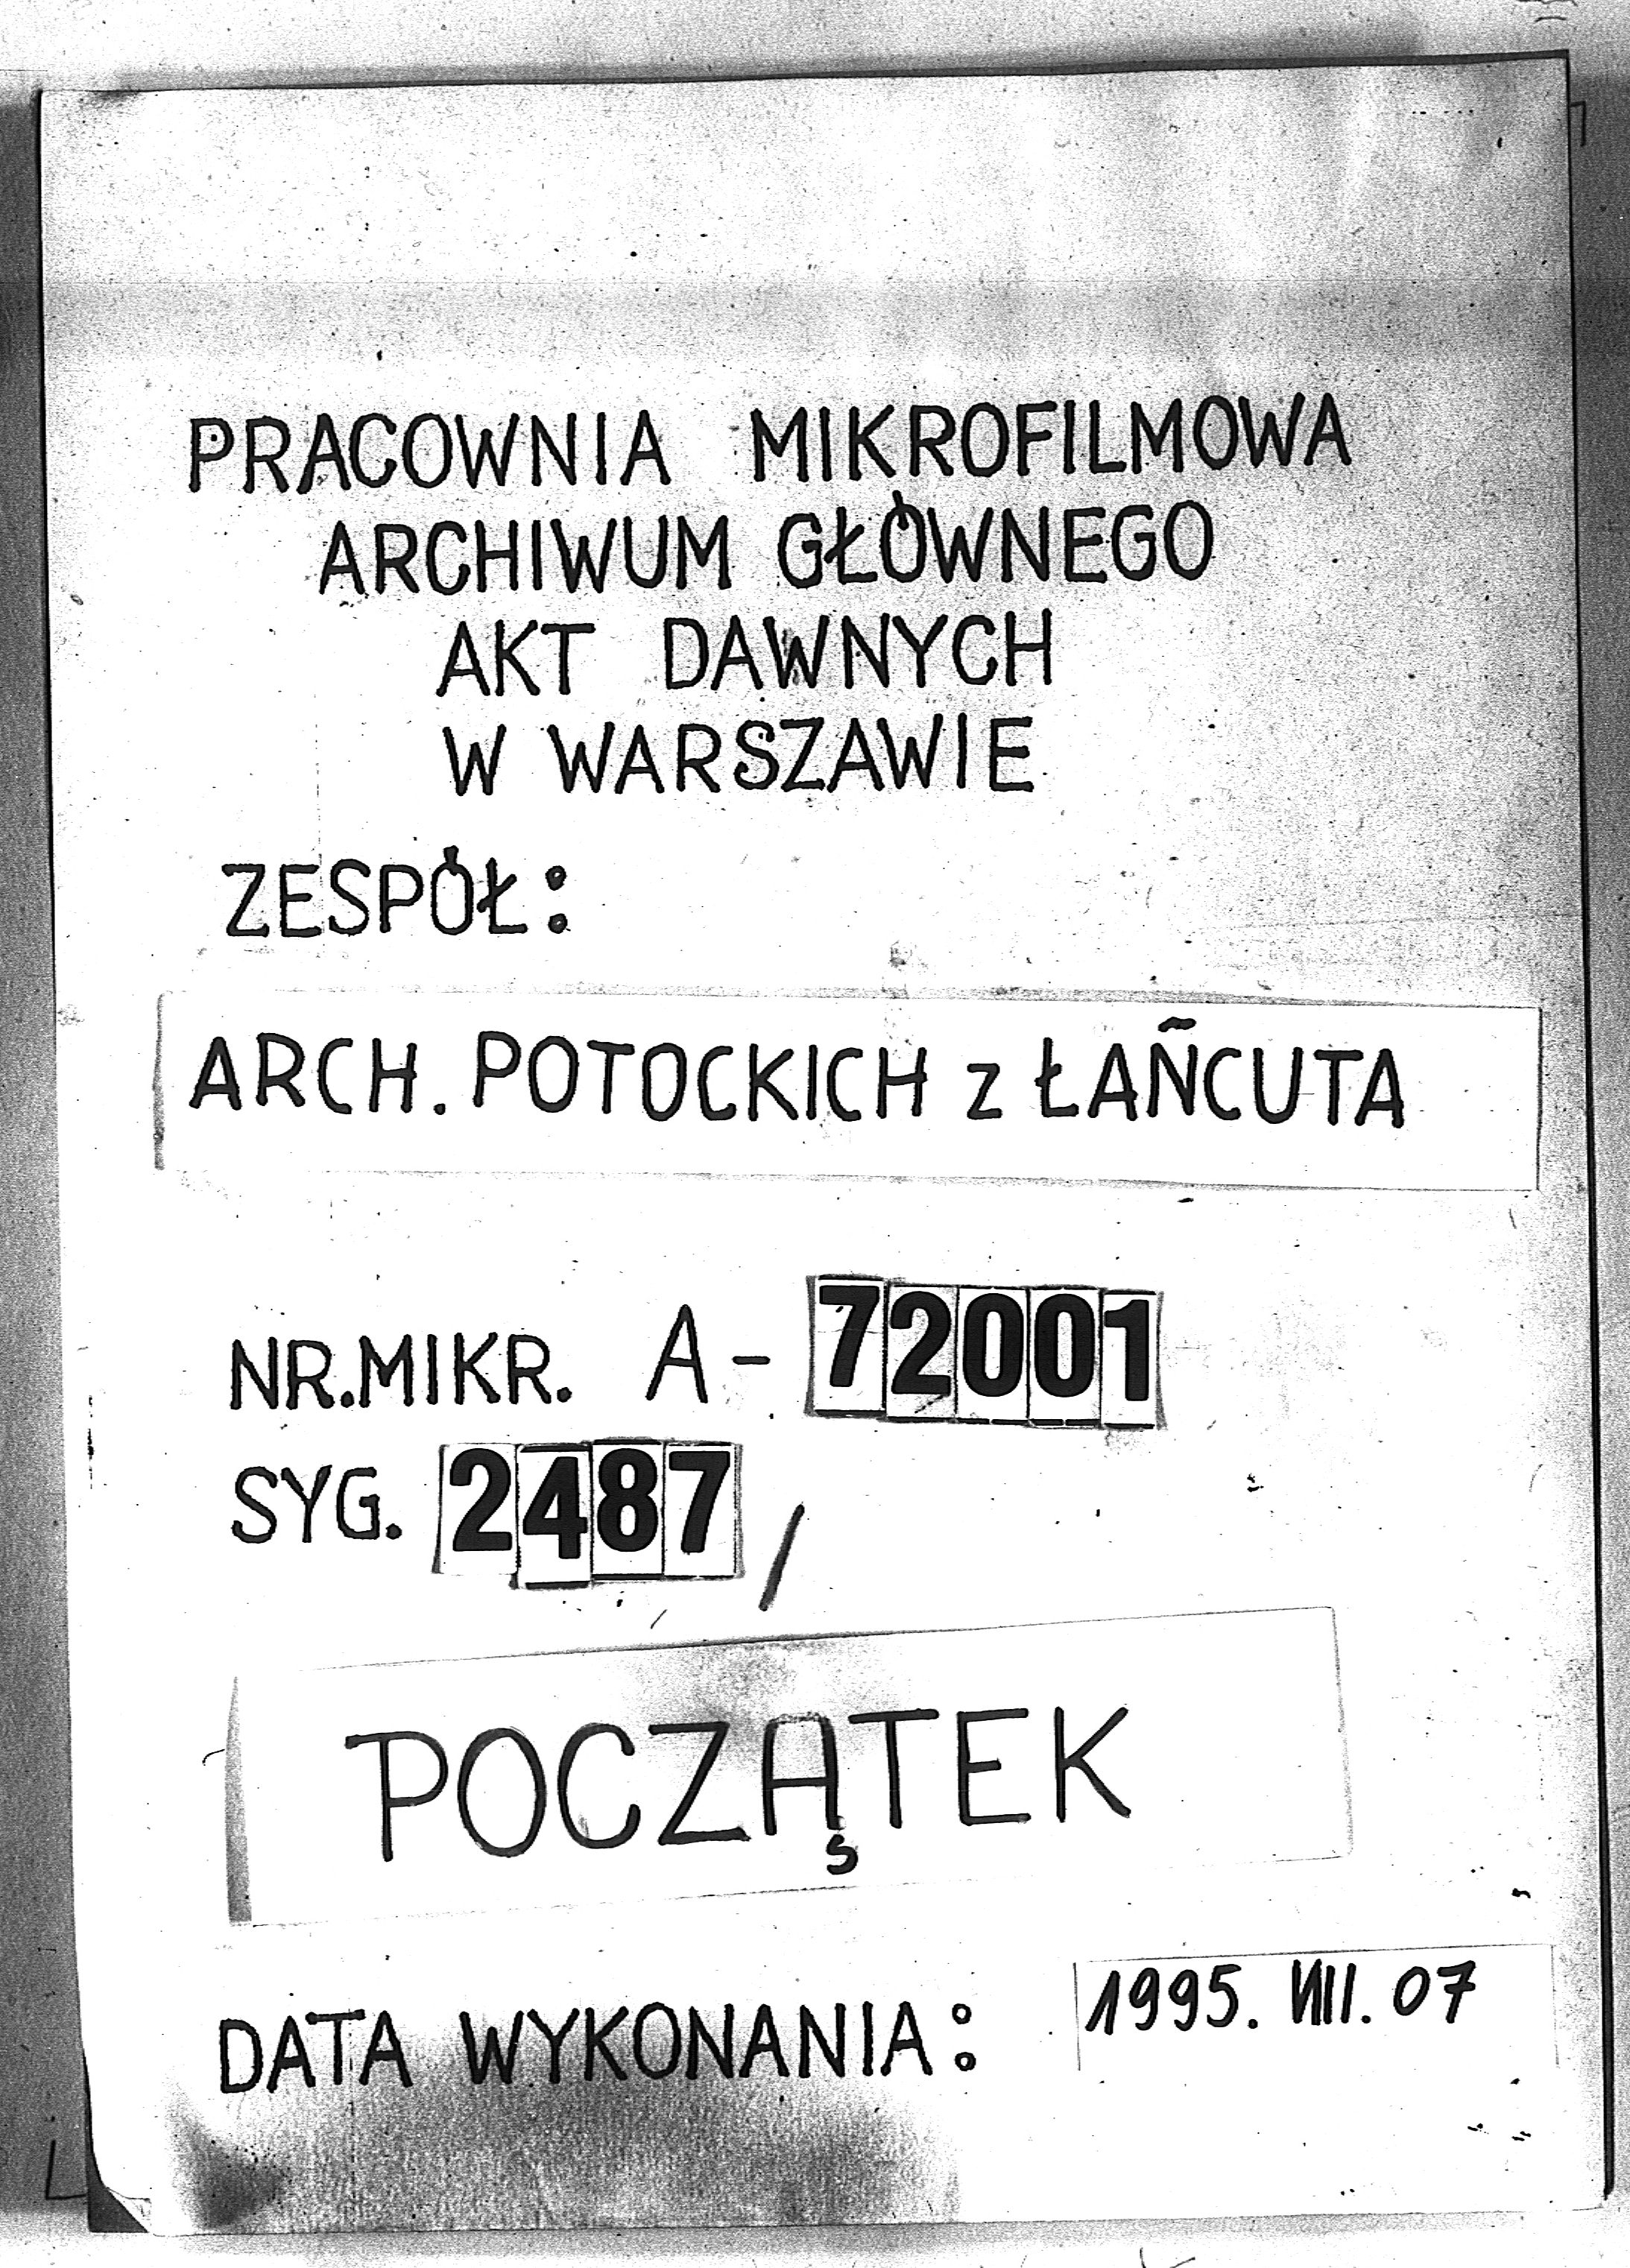 PRACOWNIA MIKROFILMOWA
ARCHIWUM GŁÓWNEGO
AKT DAWNYCH
W WARSZAWIE
ZESPÓŁ:
ARCH. POTOCKICH z ŁAŃCUTA
NR.MIKR. A-72001
SYG. 2487/
POCZĄTEK
DATA WYKONANIA: 1995. VIII. 07